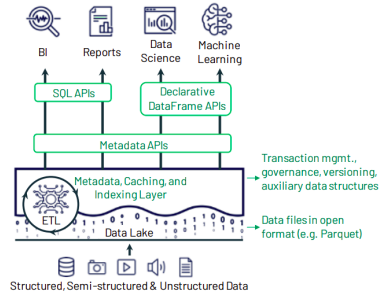 BI
Reports
Data
Science
Machine
Learning
SQL APIs
Declarative
DataFrame APIs
Metadata APIs
Metadata, Caching, and
Indexing Layer
ETL
Data Lake
Transaction mgmt.,
governance, versioning,
auxiliary data structures
Data files in open
format (e.g. Parquet)
Structured, Semi-structured & Unstructured Data